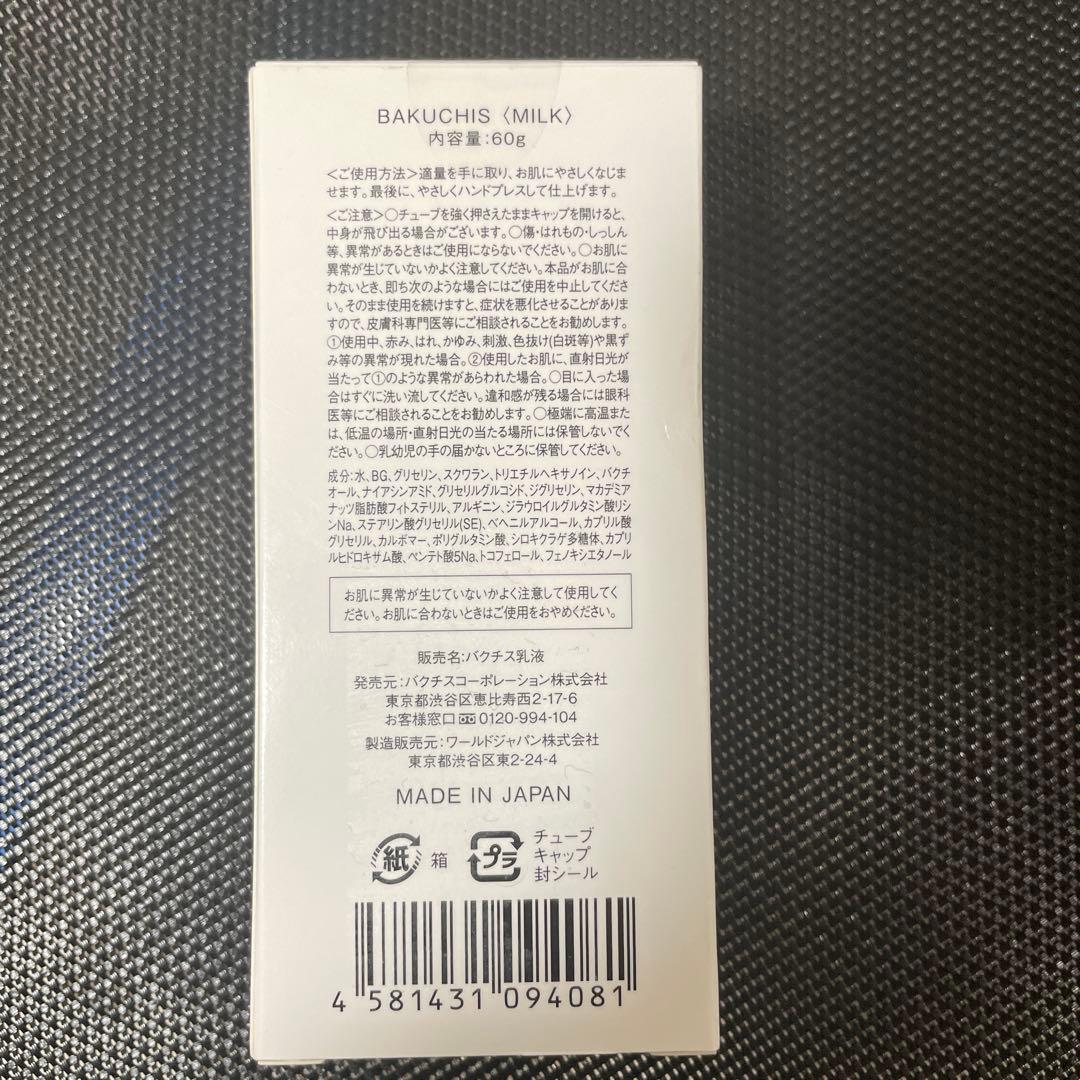 BAKUCHIS〈MILK〉
内容量:60g
＜ご使用方法＞適量を手に取り、お肌にやさしくなじま
せます。最後に、やさしくハンドプレスして仕上げます。
＜ご注意＞○チューブを強く押さえたままキャップを開けると、
中身が飛び出る場合がございます。○傷・はれもの・しっしん
等、異常があるときはご使用にならないでください。○お肌に
異常が生じていないかよく注意してください。本品がお肌に合
わないとき、即ち次のような場合にはご使用を中止してくださ
い。そのまま使用を続けますと、症状を悪化させることがありま
すので、皮膚科専門医等にご相談されることをお勧めします。
①使用中、赤み、はれ、かゆみ、刺激、色抜け(白斑等)や黒ず
み等の異常が現れた場合。②使用したお肌に、直射日光が
当たって①のような異常があらわれた場合。○目に入った場
合はすぐに洗い流してください。違和感が残る場合には眼科
医等にご相談されることをお勧めします。○極端に高温また
は、低温の場所・直射日光の当たる場所には保管しないでく
ださい。○乳幼児の手の届かないところに保管してください。
成分:水、BG、グリセリン、スクワラン、トリエチルヘキサノイン、バクチ
オール、ナイアシンアミド、グリセリルグルコシド、ジグリセリン、マカデミア
ナッツ脂肪酸フィトステリル、アルギニン、ジラウロイルグルタミン酸リシ
ンNa、ステアリン酸グリセリル(SE)、ベヘニルアルコール、カプリル酸
グリセリル、カルボマー、ポリグルタミン酸、シロキクラゲ多糖体、カプリ
ルヒドロキサム酸、ペンテト酸5Na、トコフェロール、フェノキシエタノール
お肌に異常が生じていないかよく注意して使用してく
ださい。お肌に合わないときはご使用をおやめください。
販売名:バクチス乳液
発売元:バクチスコーポレーション株式会社
東京都渋谷区恵比寿西2-17-6
お客様窓口 0120-994-104
製造販売元:ワールドジャパン株式会社
東京都渋谷区東2-24-4
MADE IN JAPAN
紙 箱
プラ チューブ
キャップ
封シール
4 581431 094081